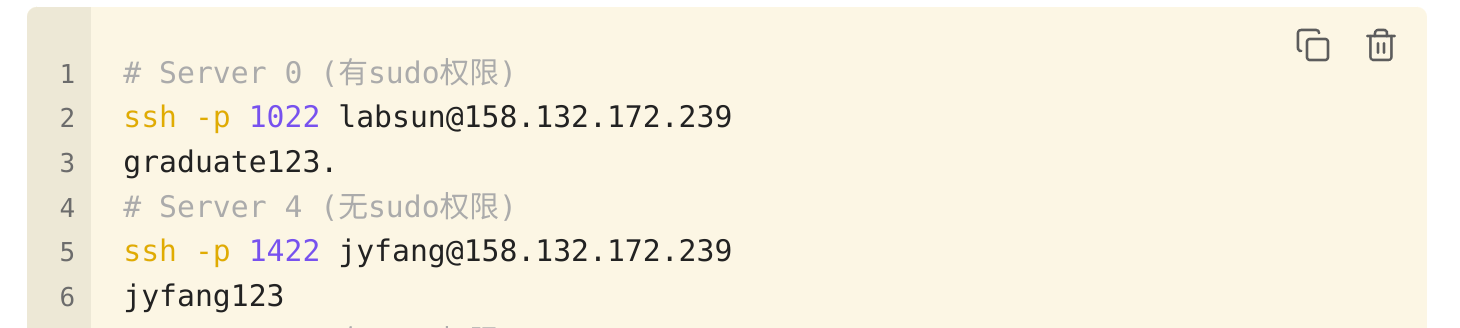 1 # Server 0 (有sudo权限)
2 ssh -p 1022 labsun@158.132.172.239
3 graduate123.
4 # Server 4 (无sudo权限)
5 ssh -p 1422 jyfang@158.132.172.239
6 jyfang123